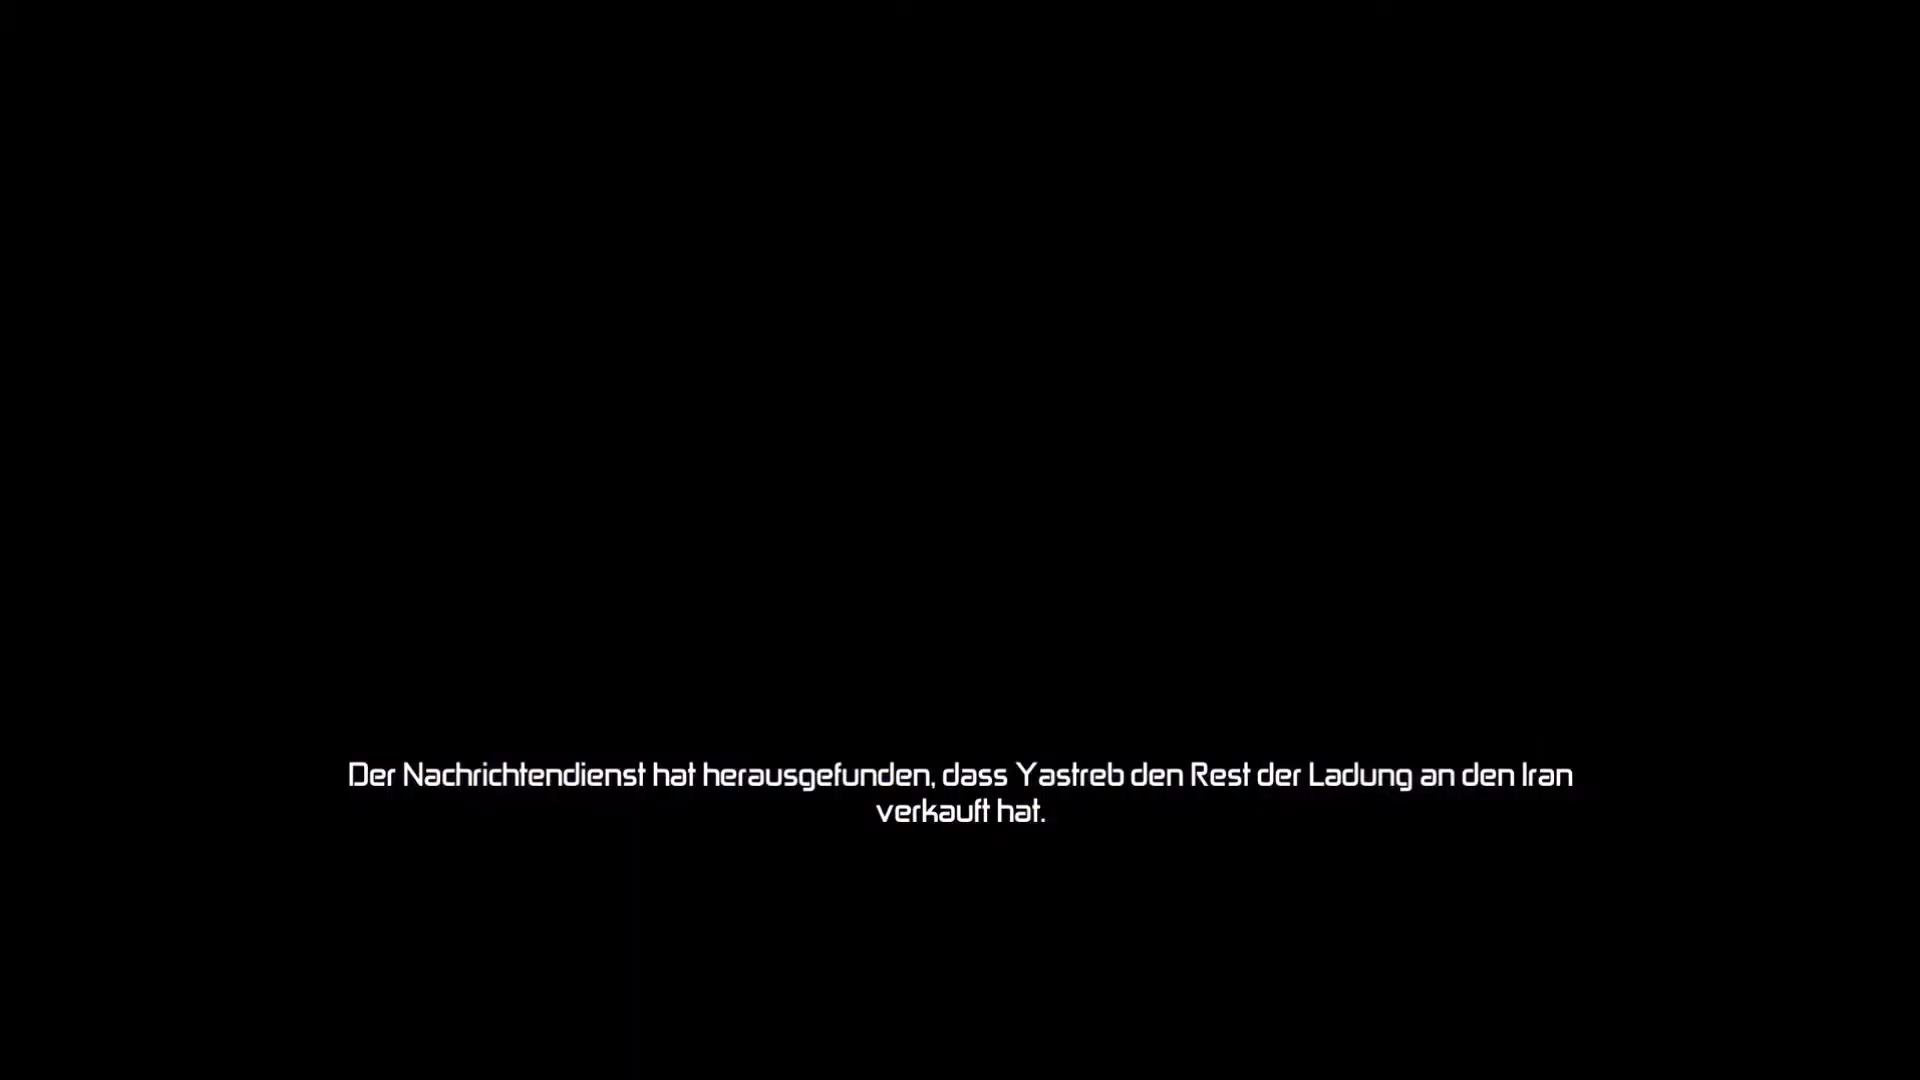 Der Nachrichtendienst hat herausgefunden, dass Yastreb den Rest der Ladung an den Iran
verkauft hat.